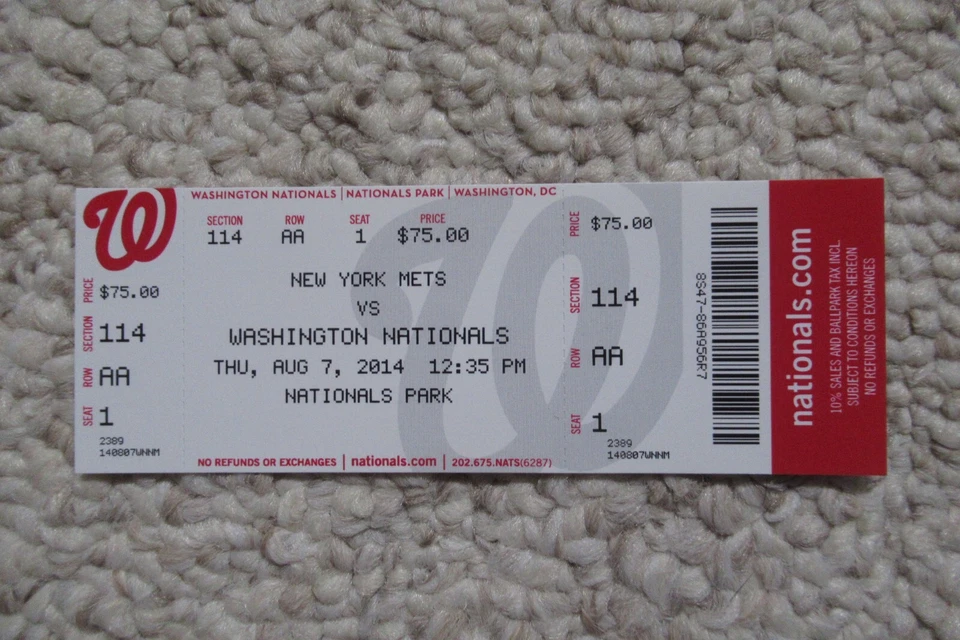 WASHINGTON NATIONALS | NATIONALS PARK | WASHINGTON, DC
SECTION ROW SEAT PRICE
114 AA 1 $75.00
NEW YORK METS
VS
WASHINGTON NATIONALS
THU, AUG 7, 2014 12:35 PM
NATIONALS PARK
NO REFUNDS OR EXCHANGES | nationals.com | 202.675.NATS(6287)
W
PRICE $75.00
SECTION 114
ROW AA
SEAT 1
2389
140807WNNM
PRICE $75.00
SECTION 114
ROW AA
SEAT 1
2389
140807WNNM
8S47-86A956R7
nationals.com
10% SALES AND BALLPARK TAX INCL.
SUBJECT TO CONDITIONS HEREON
NO REFUNDS OR EXCHANGES